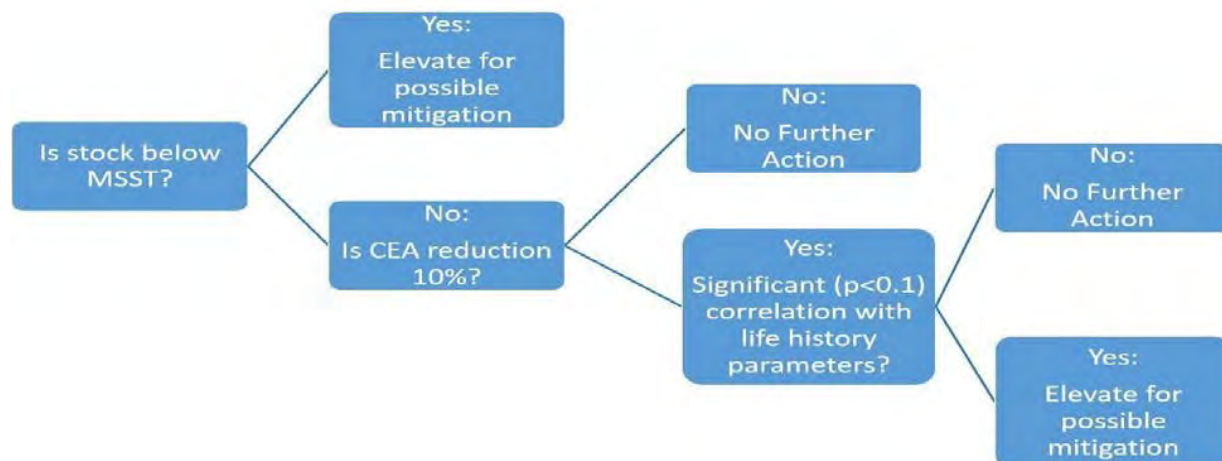 Is stock below
MSST?
Yes:
Elevate for
possible
mitigation
No:
Is CEA reduction
10%?
No:
No Further
Action
Yes:
Significant (p<0.1)
correlation with
life history
parameters?
No:
No Further
Action
Yes:
Elevate for
possible
mitigation